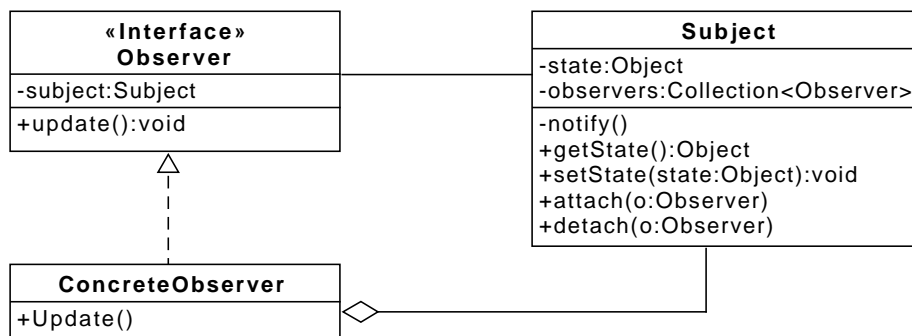 «Interface»
Observer
-subject:Subject
+update():void
Subject
-state:Object
-observers:Collection<Observer>
-notify()
+getState():Object
+setState(state:Object):void
+attach(o:Observer)
+detach(o:Observer)
ConcreteObserver
+Update()